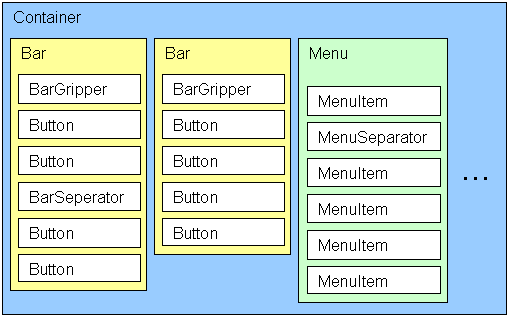 Container
Bar
BarGripper
Button
Button
BarSeperator
Button
Button
Bar
BarGripper
Button
Button
Button
Button
Menu
MenuItem
MenuSeparator
MenuItem
MenuItem
MenuItem
MenuItem
...